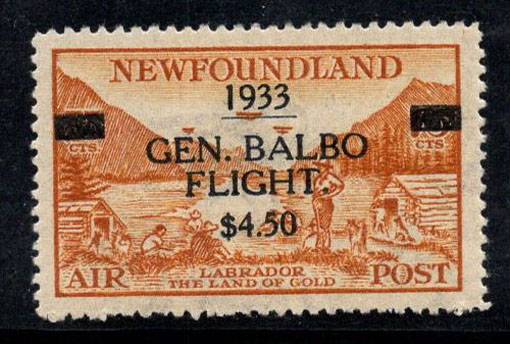 NEWFOUNDLAND
1933
CTS CTS
GEN. BALBO
FLIGHT.
$4.50
LABRADOR
THE LAND OF GOLD
AIR POST